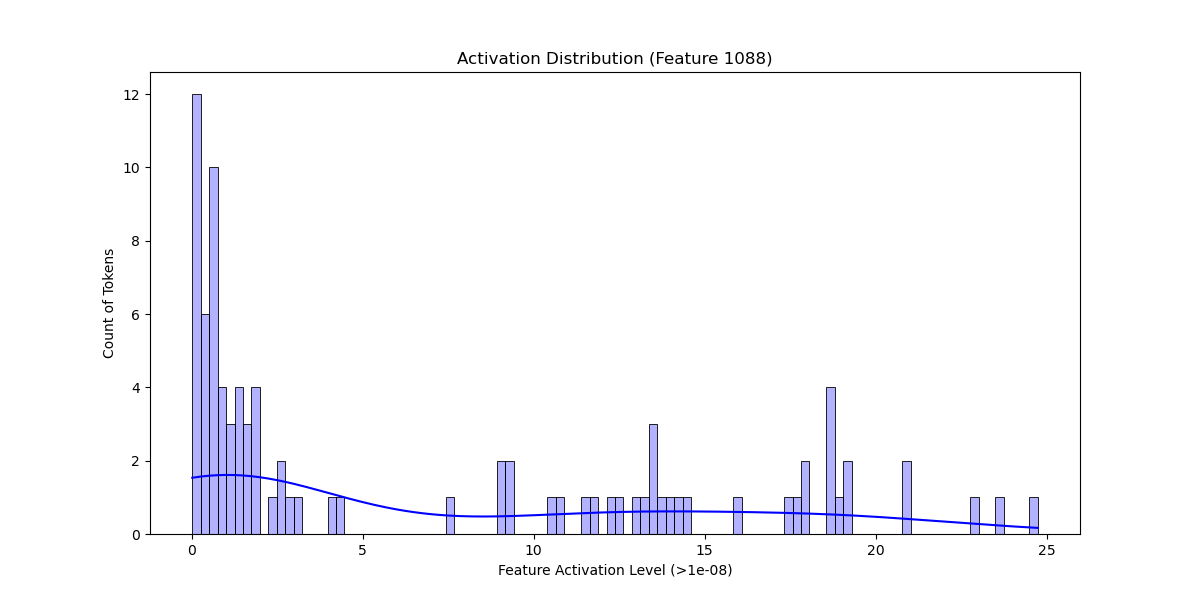 Activation Distribution (Feature 1088)
12
10
8
6
4
2
0
Count of Tokens
0 5 10 15 20 25
Feature Activation Level (>1e-08)